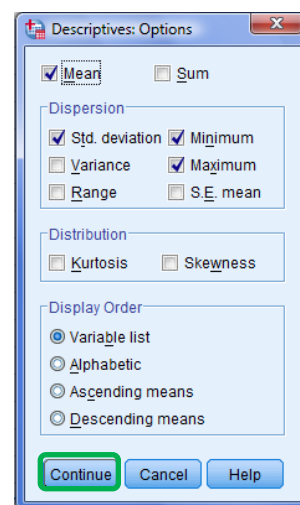 Descriptives: Options
Mean Sum
Dispersion
Std. deviation Minimum
Variance Maximum
Range S.E. mean
Distribution
Kurtosis Skewness
Display Order
Variable list
Alphabetic
Ascending means
Descending means
Continue Cancel Help